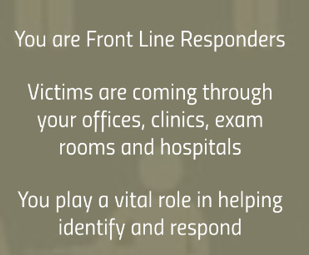 You are Front Line Responders
Victims are coming through
your offices, clinics, exam
rooms and hospitals
You play a vital role in helping
identify and respond